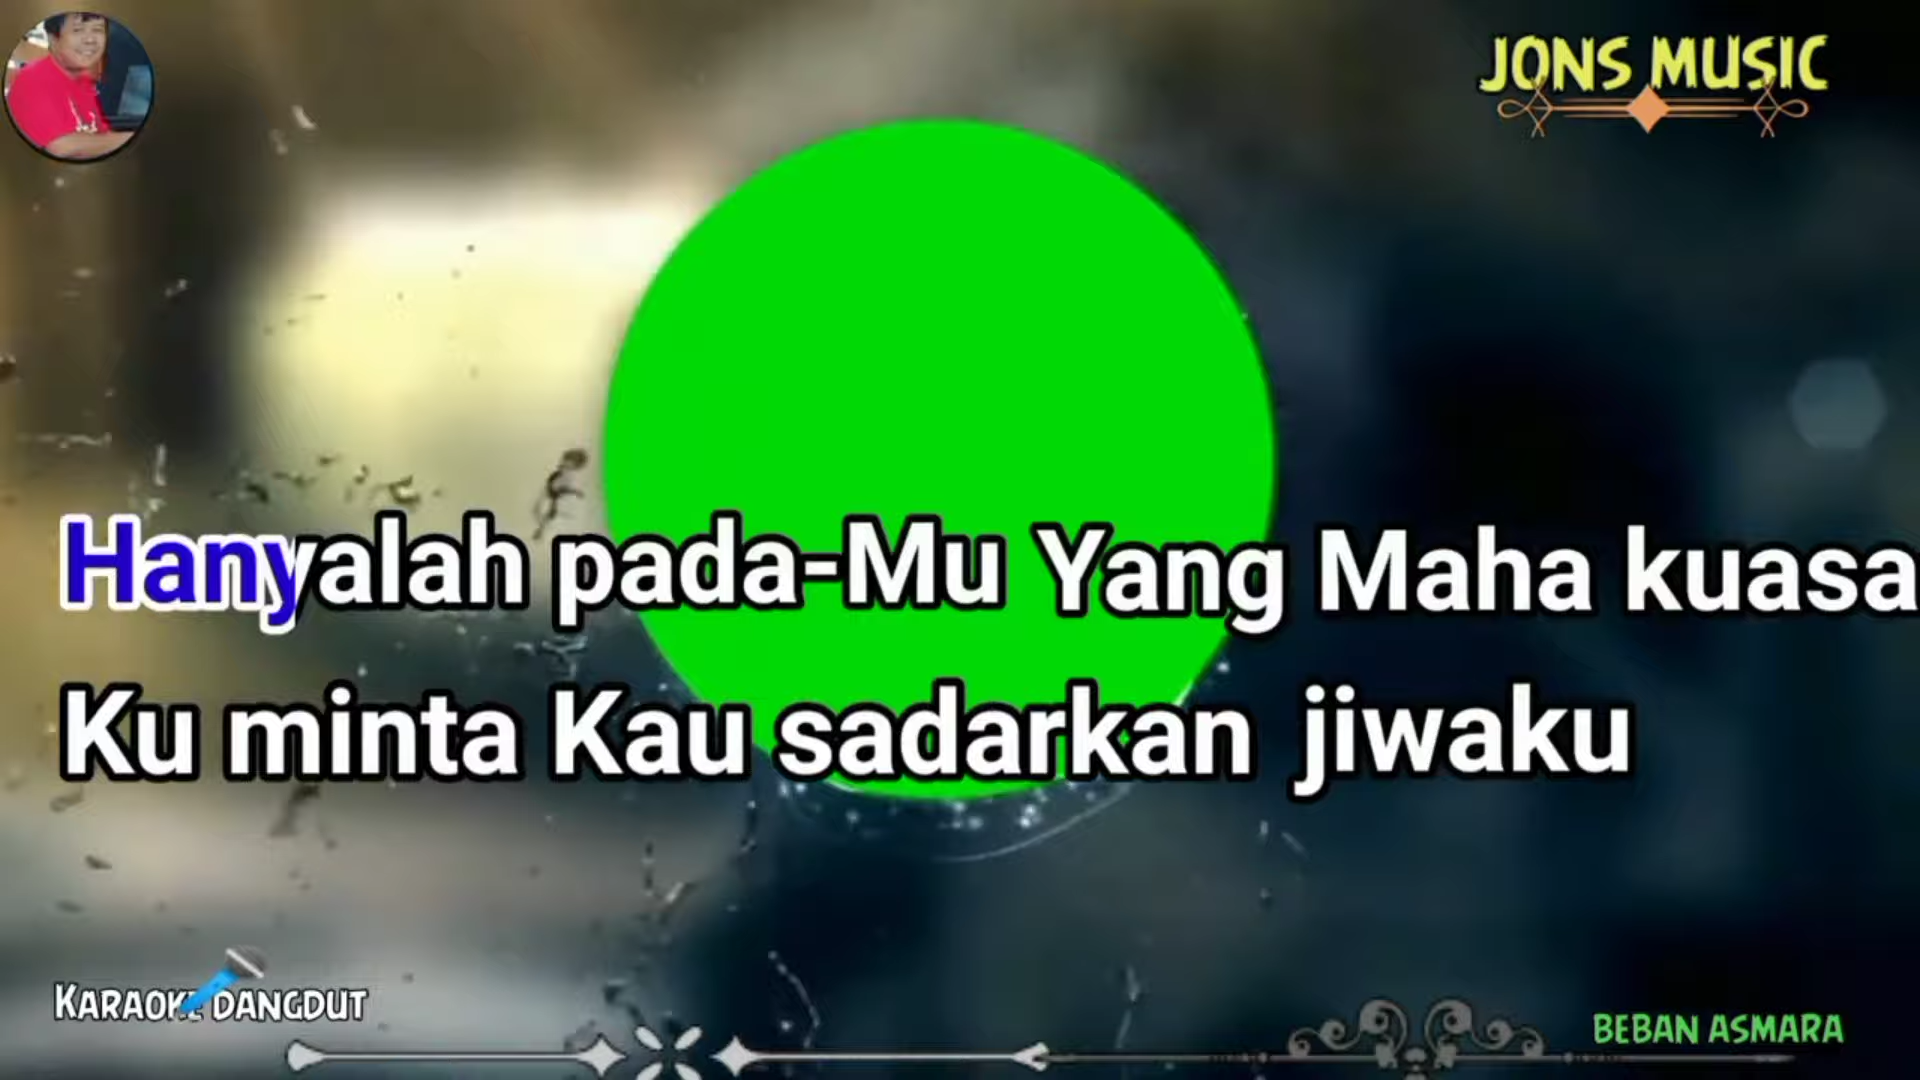 JONS MUSIC
Hanyalah pada-Mu Yang Maha kuasa
Ku minta Kau sadarkan jiwaku
KARAOKE DANGDUT
BEBAN ASMARA